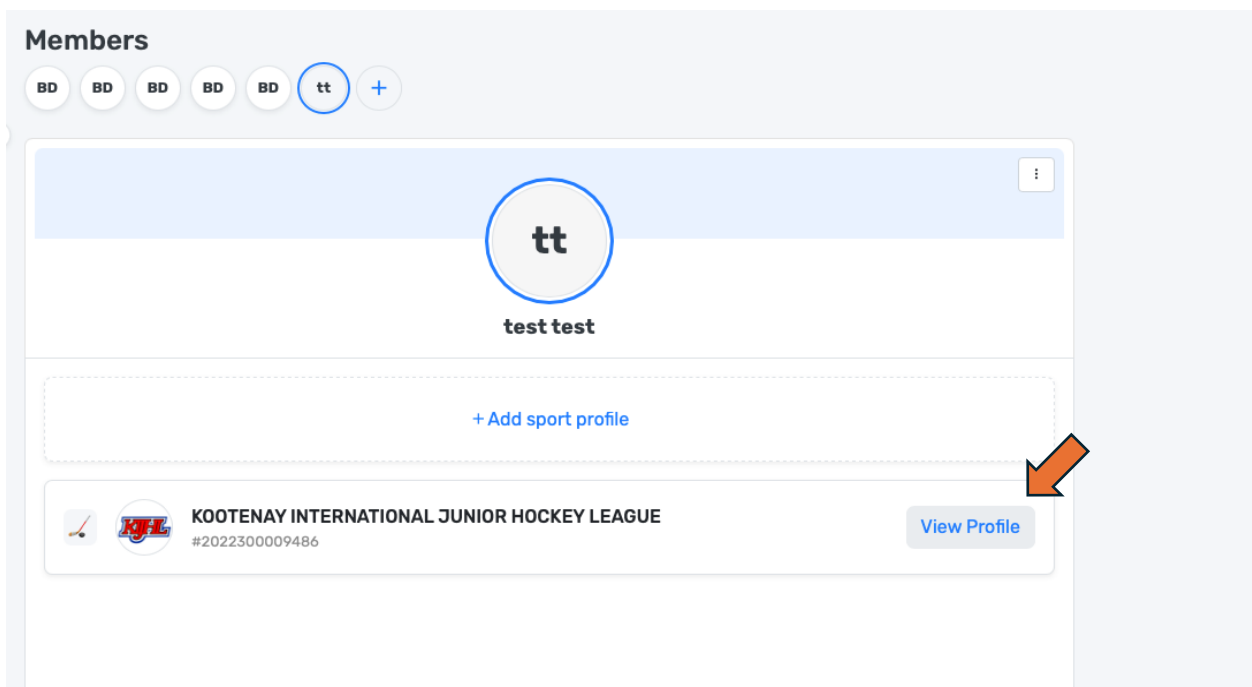 Members
BD BD BD BD BD tt +
tt
test test
+ Add sport profile
KIJHL
KOOTENAY INTERNATIONAL JUNIOR HOCKEY LEAGUE
#2022300009486
View Profile